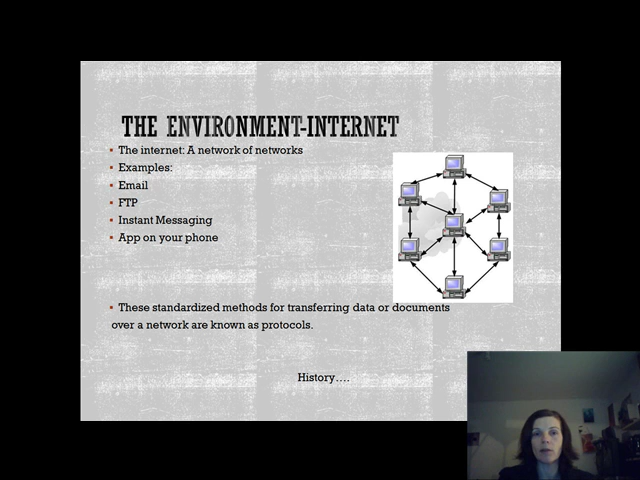 THE ENVIRONMENT-INTERNET
▪ The internet: A network of networks
▪ Examples:
▪ Email
▪ FTP
▪ Instant Messaging
▪ App on your phone
▪ These standardized methods for transferring data or documents
over a network are known as protocols.
History….